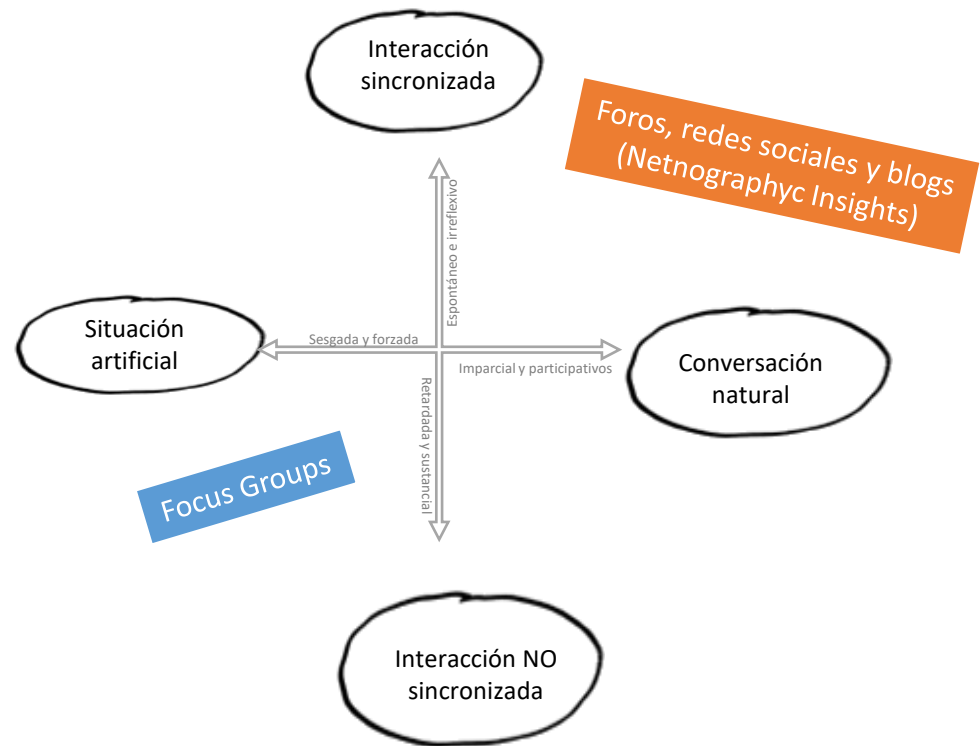 Interacción
sincronizada
Foros, redes sociales y blogs
(Netnographyc Insights)
Espontáneo e irreflexivo
Situación
artificial
Sesgada y forzada
Imparcial y participativos
Conversación
natural
Retardada y sustancial
Focus Groups
Interacción NO
sincronizada